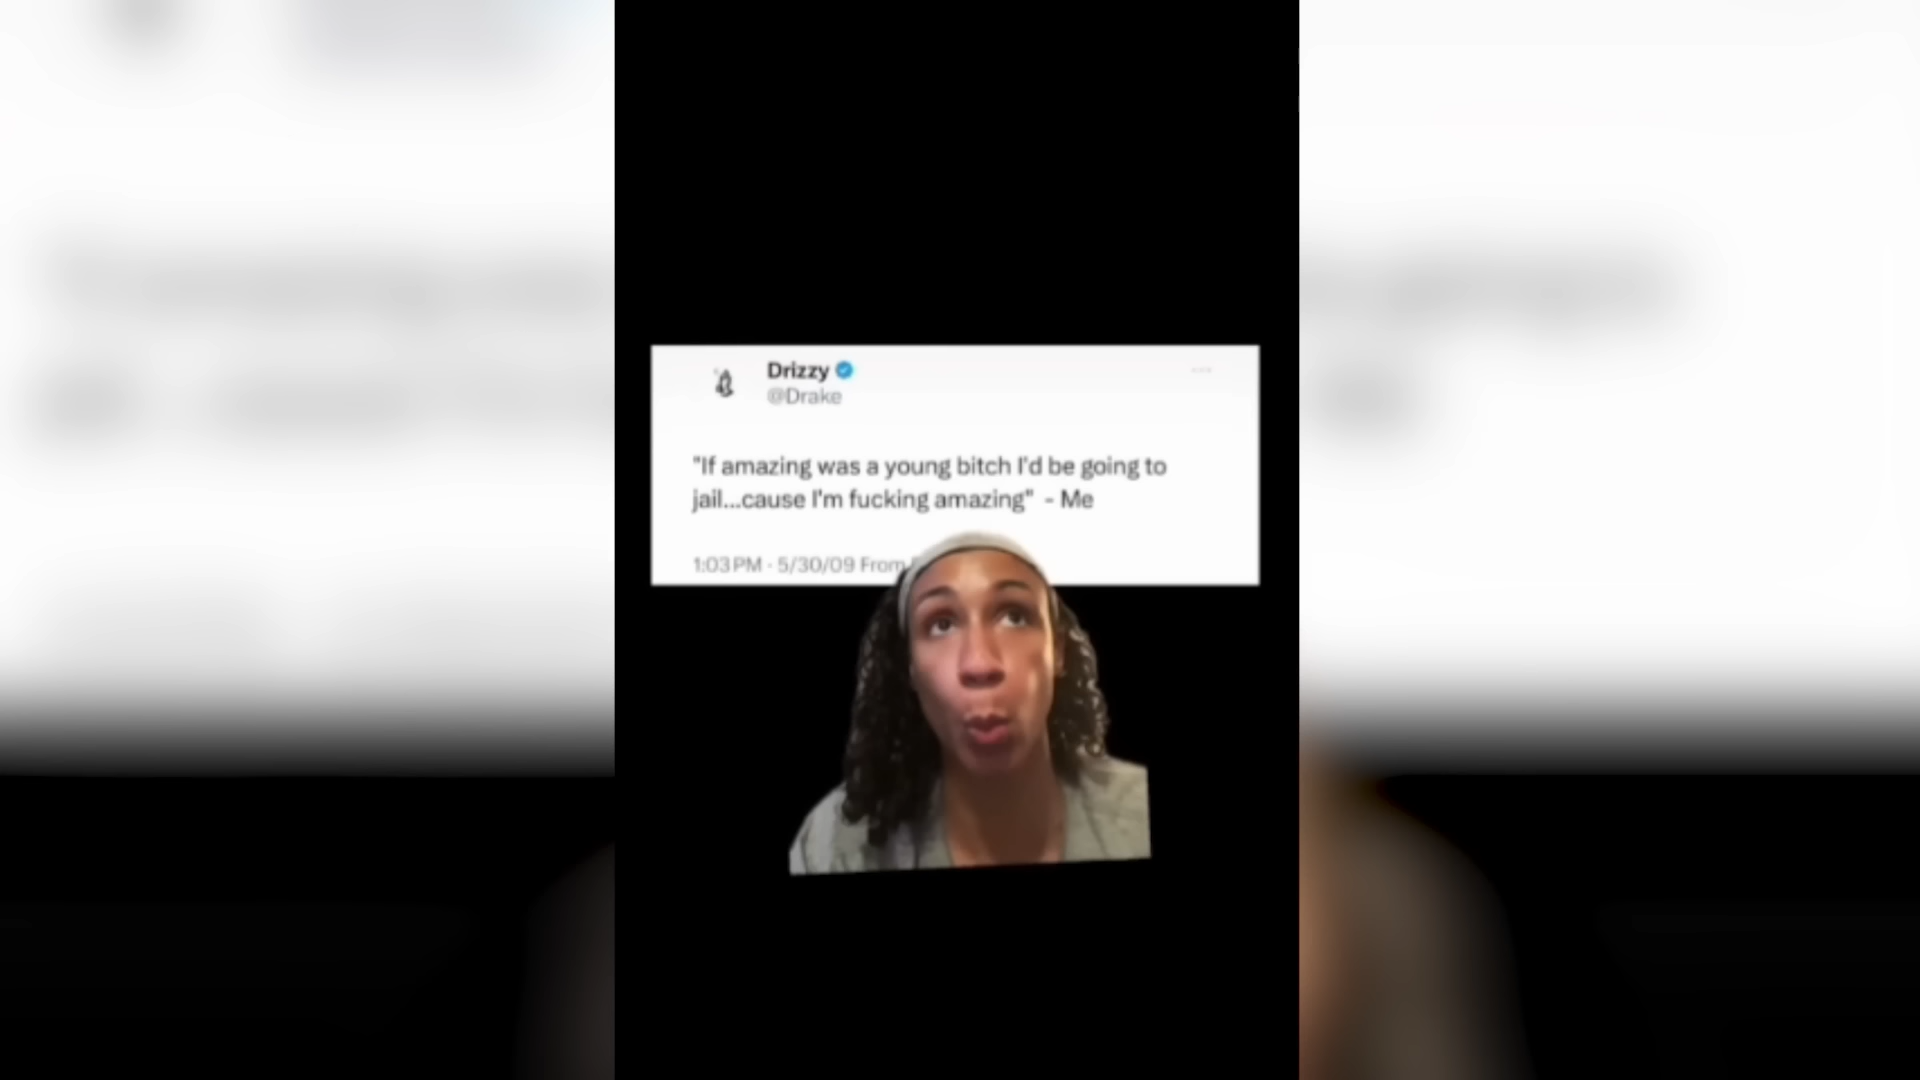 Drizzy
@Drake
"If amazing was a young bitch I'd be going to
jail...cause I'm fucking amazing" - Me
1:03 PM · 5/30/09 From